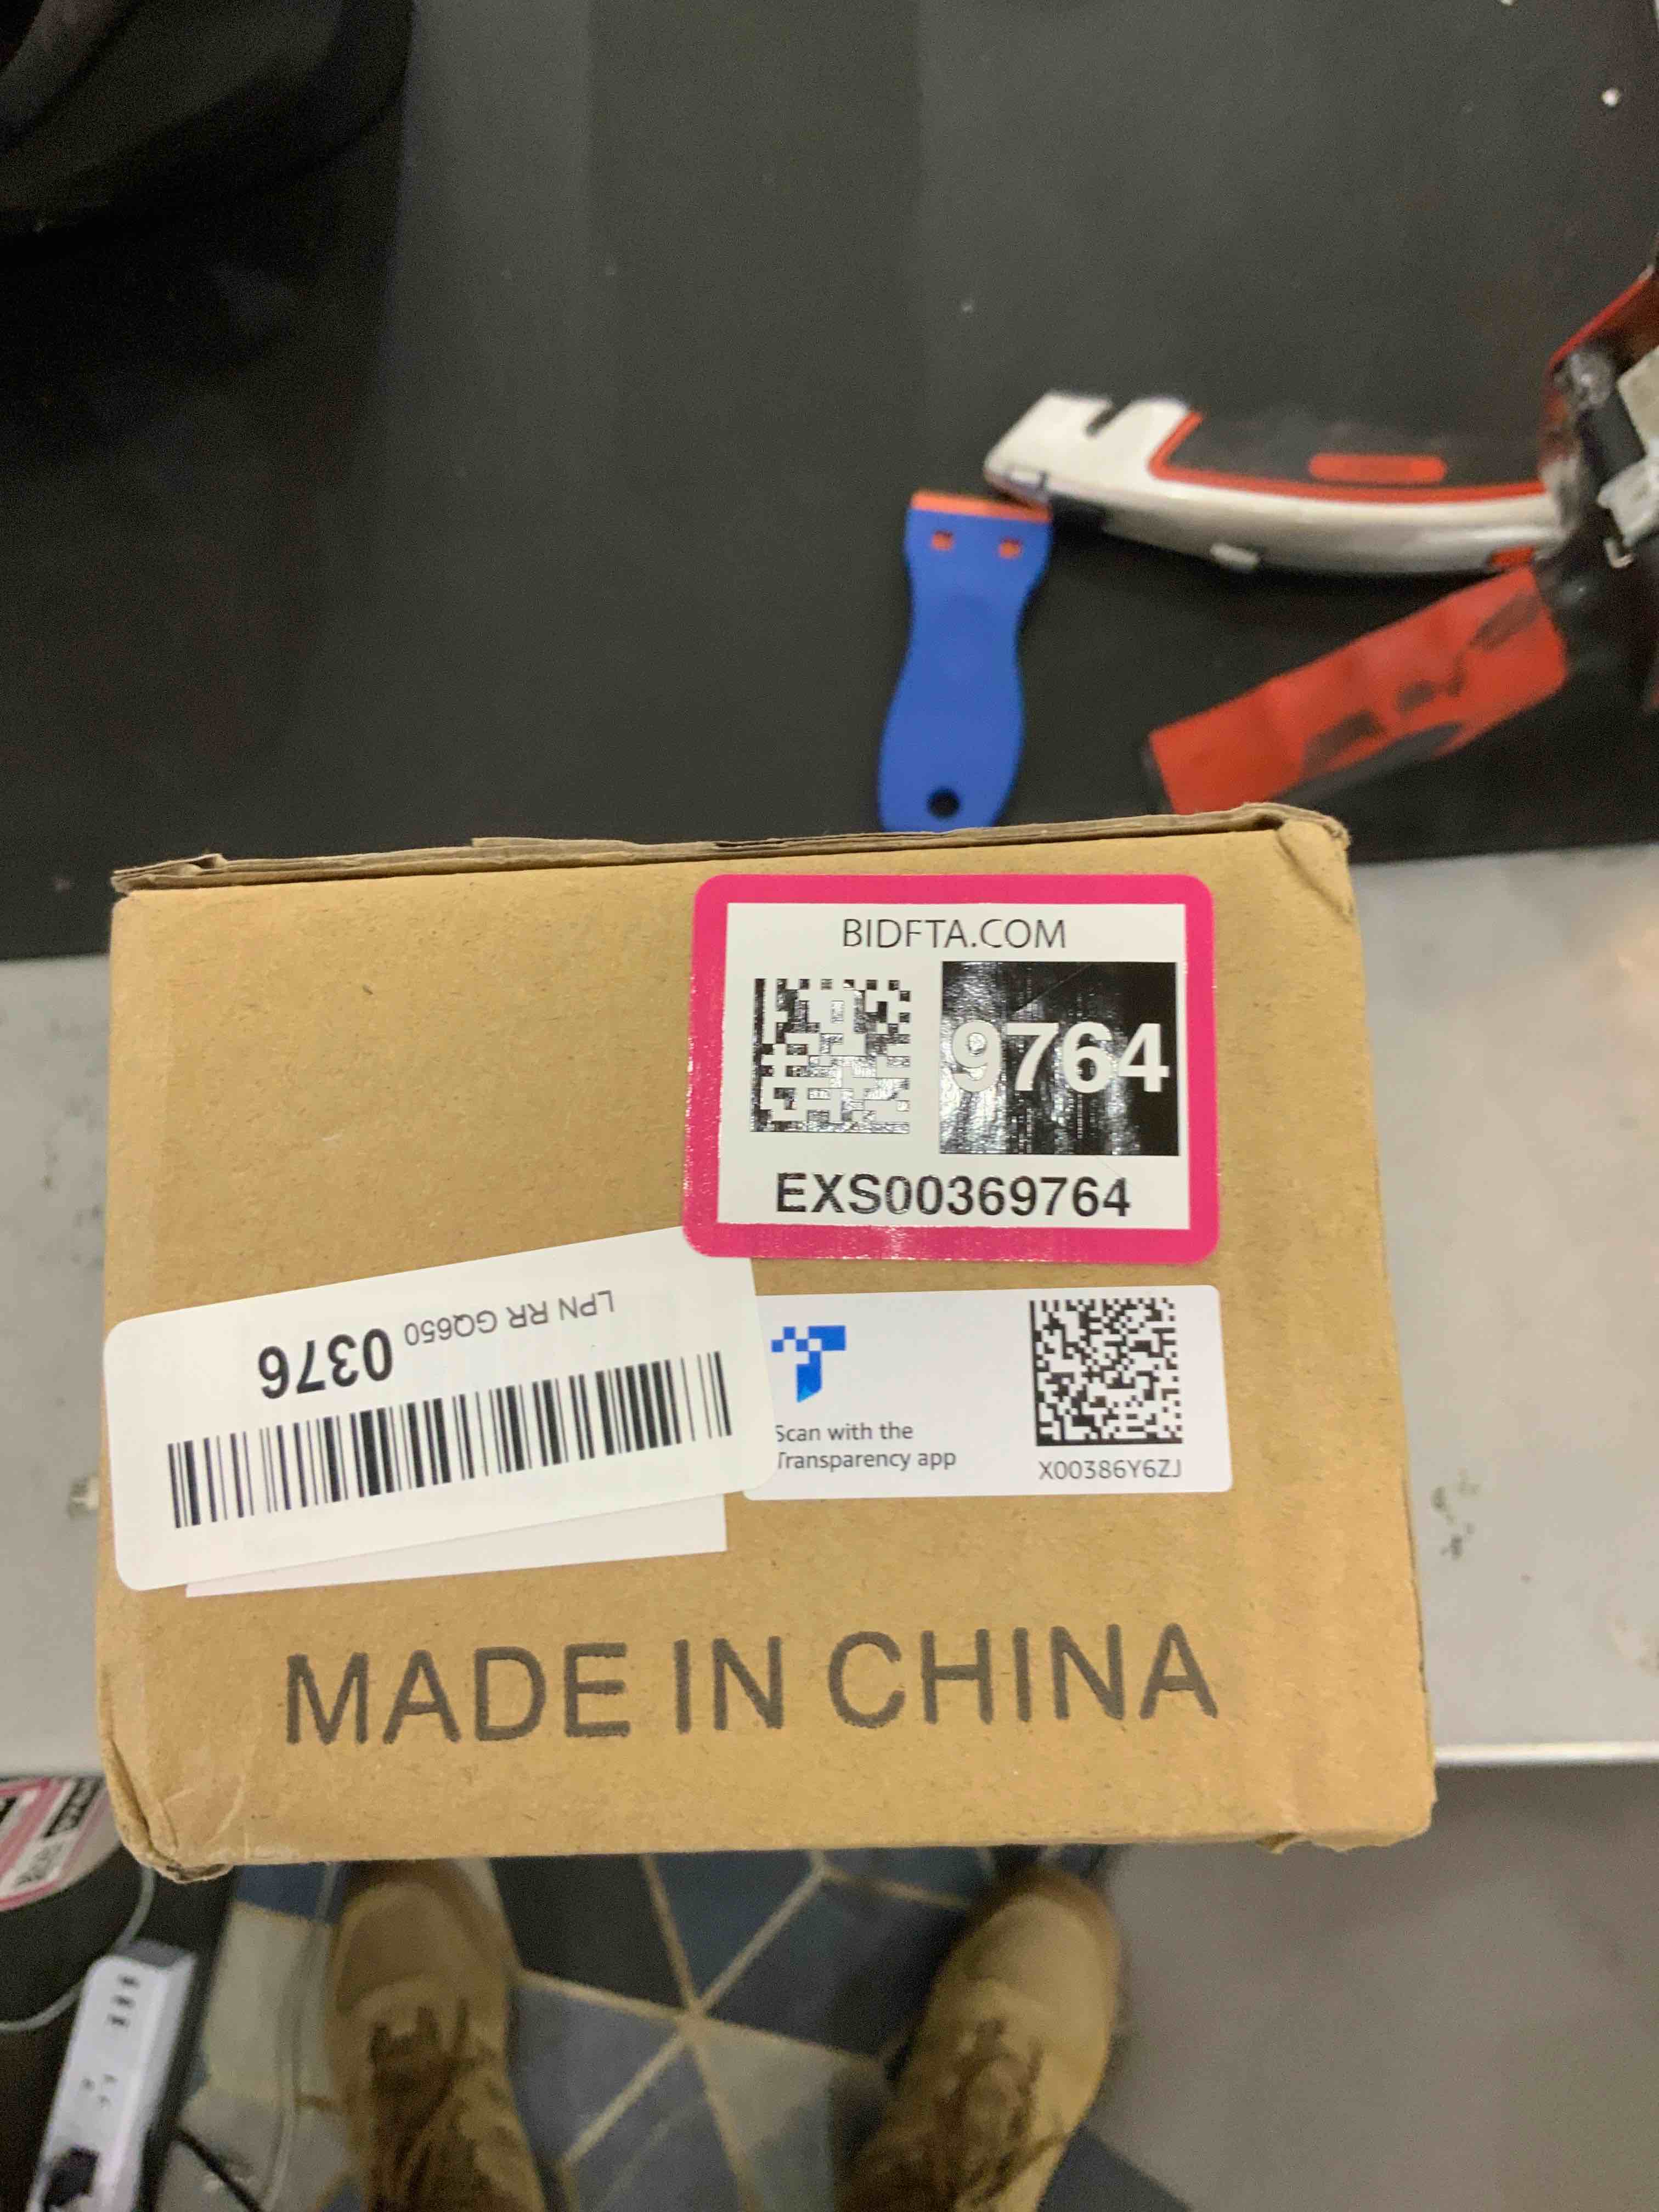 BIDFTA.COM
9764
EXS00369764
LPN RR GQ650 0376
Scan with the
Transparency app
X00386Y6ZJ
MADE IN CHINA